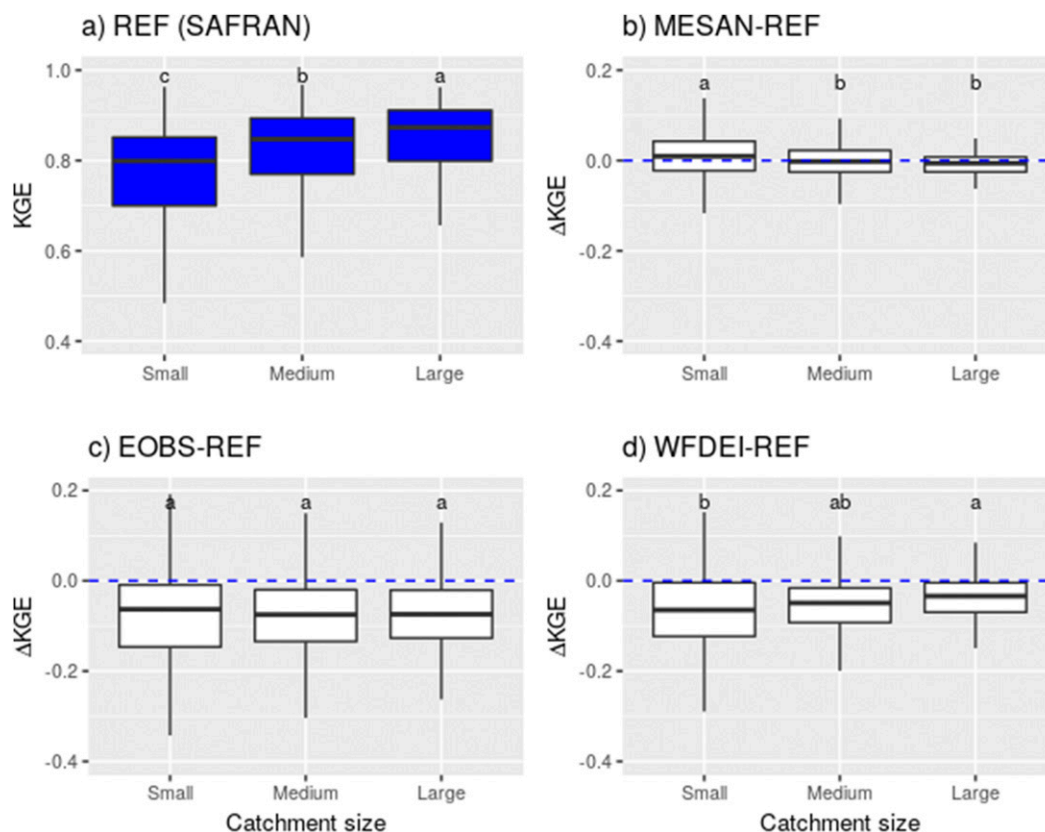 a) REF (SAFRAN)
b) MESAN-REF
c b a
a b b
1.0
0.8
0.6
0.4
KGE
0.2
0.0
-0.2
-0.4
ΔKGE
Small Medium Large
Small Medium Large
c) EOBS-REF
d) WFDEI-REF
a a a
b ab a
0.2
0.0
-0.2
-0.4
ΔKGE
0.2
0.0
-0.2
-0.4
ΔKGE
Small Medium Large
Small Medium Large
Catchment size
Catchment size